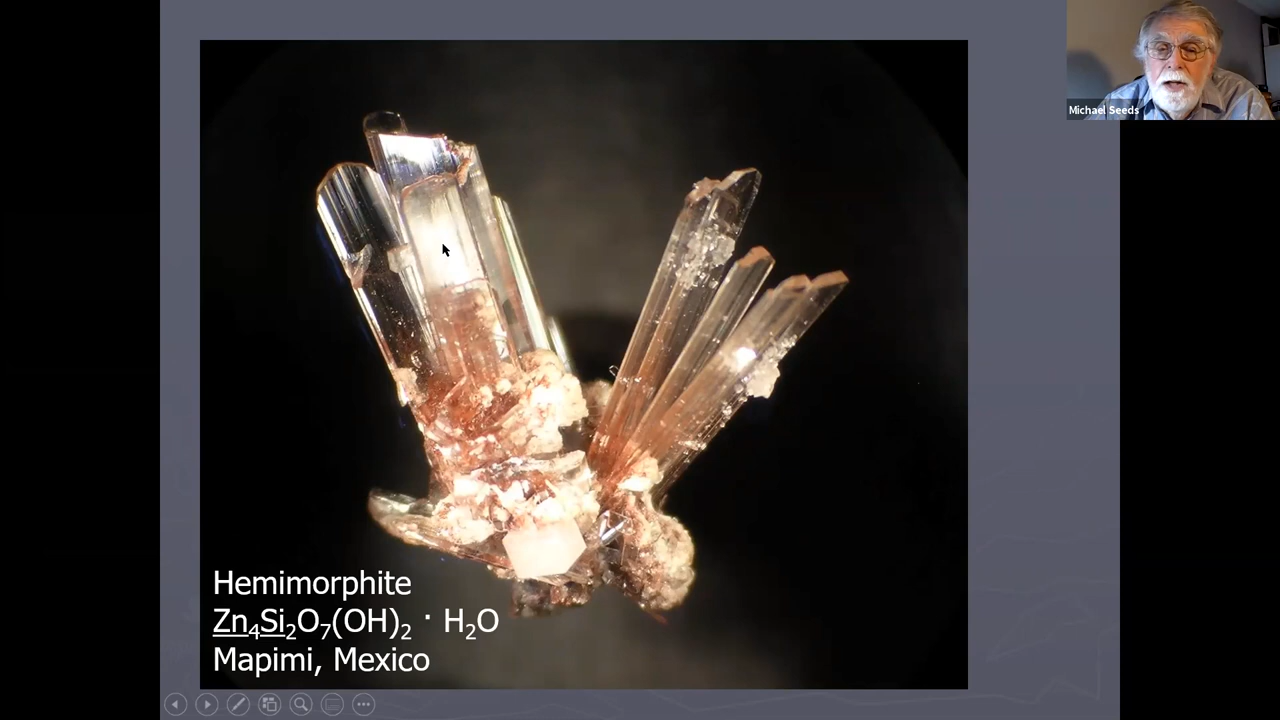 Michael Seeds
Hemimorphite
Zn₄Si₂O₇(OH)₂ · H₂O
Mapimi, Mexico